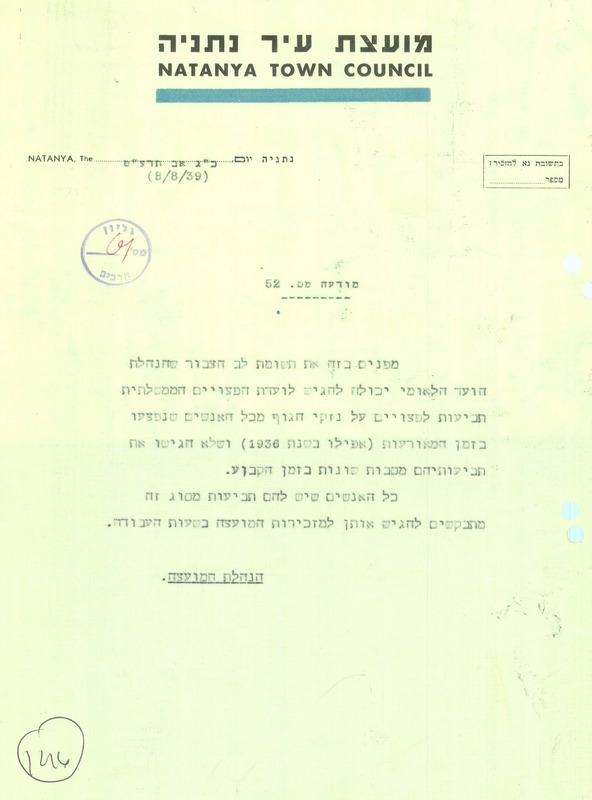 מועצת עיר נתניה
NATANYA TOWN COUNCIL
NATANYA, The נתניה יום
כ"ג אב תרצ"ט
(8/8/39)
בתשובה נא להזכיר:
מספר
גליון
מס'
ארכיב
מודעה מס. 52
מפנים בזה את תשומת לב הצבור שהנהלת
הועד הלאומי יכולה להגיש לועדת הפצויים הממשלתית
תביעות לפצויים על נזקי הגוף מכל האנשים שנפצעו
בזמן המאורעות (אפילו בשנת 1936) ושלא הגישו את
תביעותיהם מסבות שונות בזמן הקבוע.
כל האנשים שיש להם תביעות מסוג זה
מתבקשים להגיש אותן למזכירות המועצה בשעות העבודה.
הנהלת המועצה.